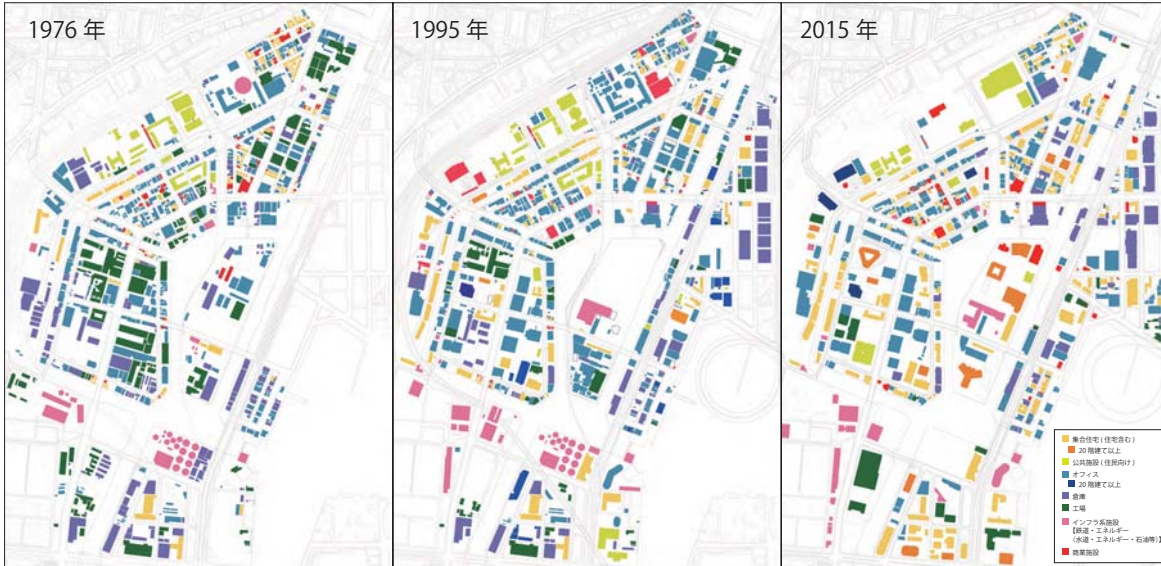 1976 年
1995 年
2015 年
集合住宅 ( 住宅含む )
20 階建て以上
公共施設 ( 住民向け )
オフィス
20 階建て以上
倉庫
工場
インフラ系施設
【鉄道・エネルギー
（水道・エネルギー・石油等）】
商業施設